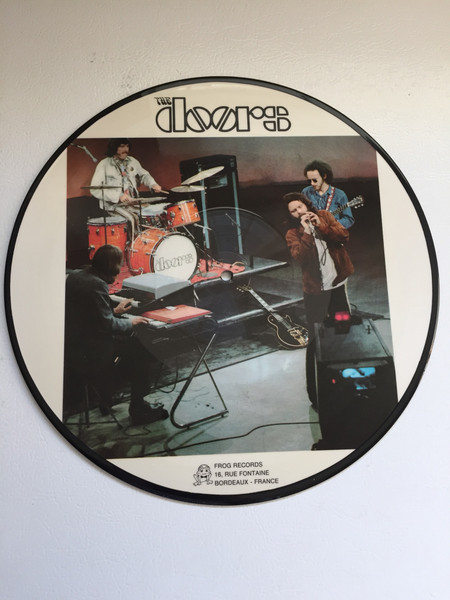 THE
doors
doors
FROG RECORDS
16, RUE FONTAINE
BORDEAUX - FRANCE